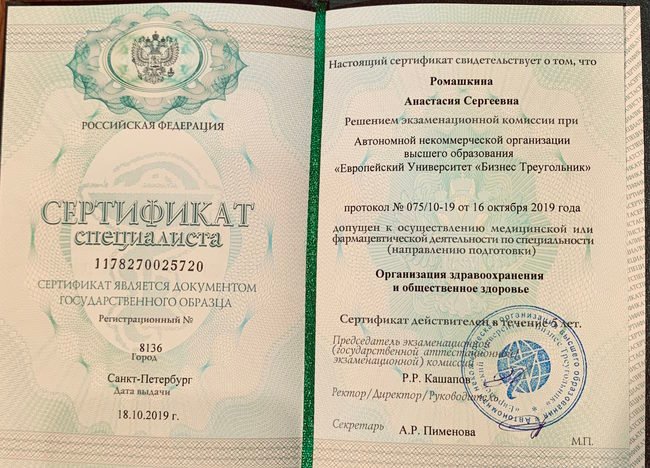 РОССИЙСКАЯ ФЕДЕРАЦИЯ
СЕРТИФИКАТ
специалиста
1178270025720
СЕРТИФИКАТ ЯВЛЯЕТСЯ ДОКУМЕНТОМ
ГОСУДАРСТВЕННОГО ОБРАЗЦА
Регистрационный №
8136
Город
Санкт-Петербург
Дата выдачи
18.10.2019 г.
Настоящий сертификат свидетельствует о том, что
Ромашкина
Анастасия Сергеевна
Решением экзаменационной комиссии при
Автономной некоммерческой организации
высшего образования
«Европейский Университет «Бизнес Треугольник»
протокол № 075/10-19 от 16 октября 2019 года
допущен к осуществлению медицинской или
фармацевтической деятельности по специальности
(направлению подготовки)
Организация здравоохранения
и общественное здоровье
Сертификат действителен в течение 5 лет.
Председатель экзаменационной
(государственной аттестационной,
экзаменационной) комиссии
Р.Р. Кашапов
Ректор/Директор/Руководитель
Секретарь
А.Р. Пименова
М.П.